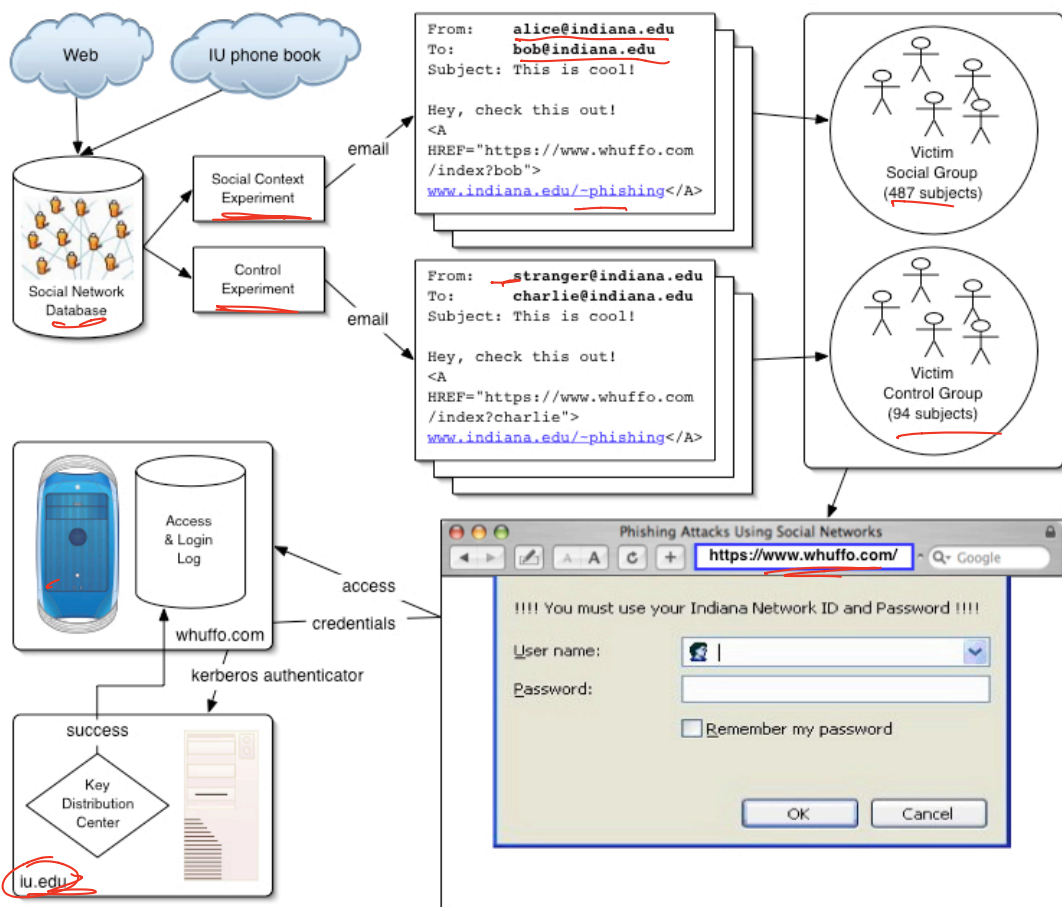 Web
IU phone book
Social Network
Database
Social Context
Experiment
Control
Experiment
email
email
From: alice@indiana.edu
To: bob@indiana.edu
Subject: This is cool!
Hey, check this out!
<A
HREF="https://www.whuffo.com
/index?bob">
www.indiana.edu/~phishing</A>
Victim
Social Group
(487 subjects)
From: stranger@indiana.edu
To: charlie@indiana.edu
Subject: This is cool!
Hey, check this out!
<A
HREF="https://www.whuffo.com
/index?charlie">
www.indiana.edu/~phishing</A>
Victim
Control Group
(94 subjects)
Access
& Login
Log
whuffo.com
access
credentials
kerberos authenticator
success
Key
Distribution
Center
iu.edu
Phishing Attacks Using Social Networks
A A C + https://www.whuffo.com/ Google
!!!! You must use your Indiana Network ID and Password !!!!
User name:
Password:
Remember my password
OK Cancel